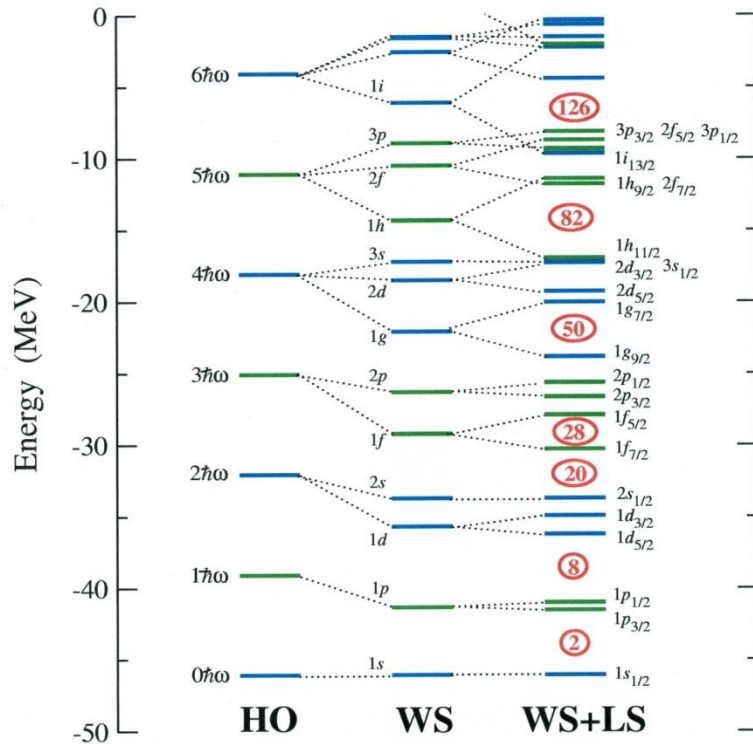 0
6ħω
1i
126
3p
3p3/2 2f5/2 3p1/2
1i13/2
-10
5ħω
2f
1h9/2 2f7/2
82
1h
3s
1h11/2
4ħω
2d
2d3/2 3s1/2
2d5/2
-20
1g7/2
50
1g
1g9/2
3ħω
2p
2p1/2
2p3/2
1f5/2
28
-30
1f
1f7/2
20
2ħω
2s
2s1/2
1d3/2
1d
1d5/2
8
1ħω
-40
1p
1p1/2
1p3/2
2
0ħω
1s
1s1/2
-50
HO WS WS+LS
Energy (MeV)